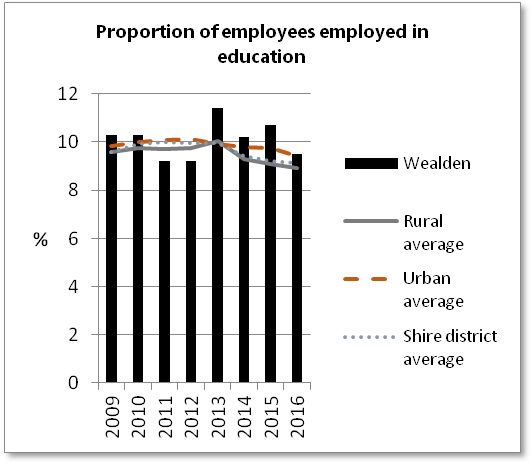 Proportion of employees employed in
education
12
10
8
6
4
2
0
%
2009
2010
2011
2012
2013
2014
2015
2016
Wealden
Rural
average
Urban
average
Shire district
average